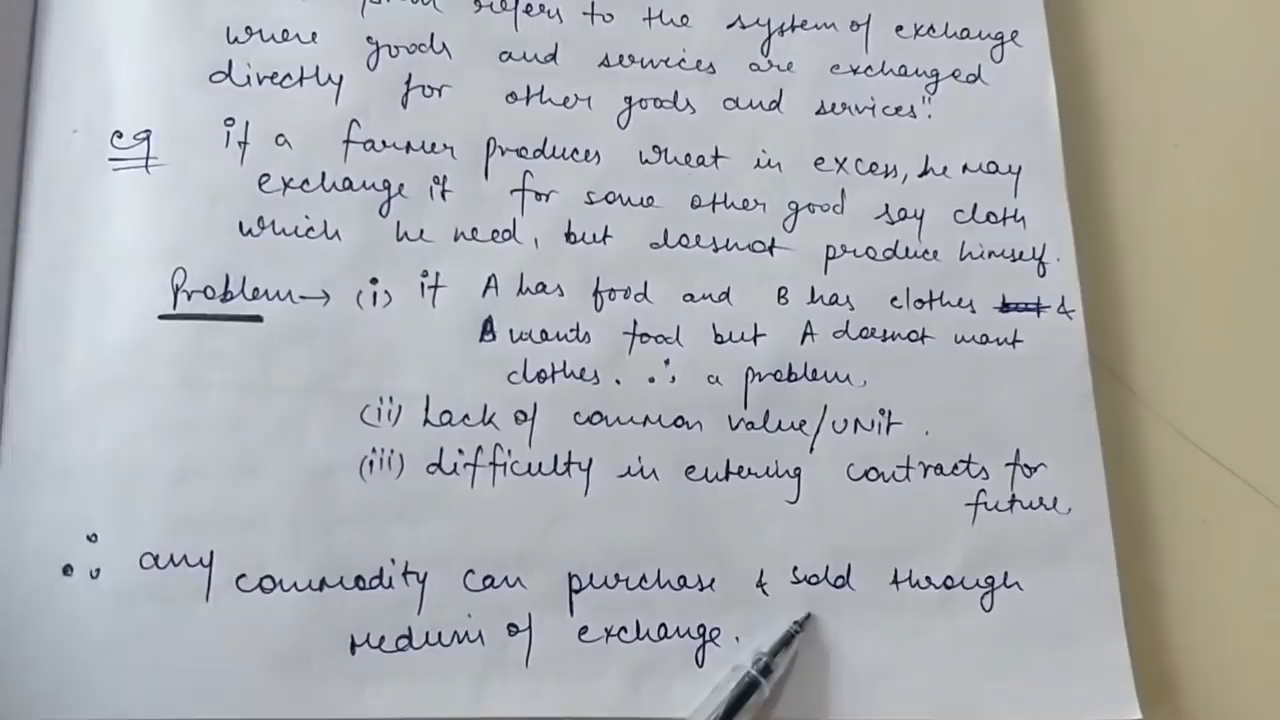 refers to the system of exchange
where goods and services are exchanged
directly for other goods and services".
eg if a farmer produces wheat in excess, he may
exchange it for some other good say cloth
which he need, but doesnot produce himself.
Problem → (i) if A has food and B has clothes &
B wants food but A doesnot want
clothes. ∴ a problem.
(ii) Lack of common value/unit.
(iii) difficulty in entering contracts for
future.
∴ any commodity can purchase & sold through
medium of exchange.